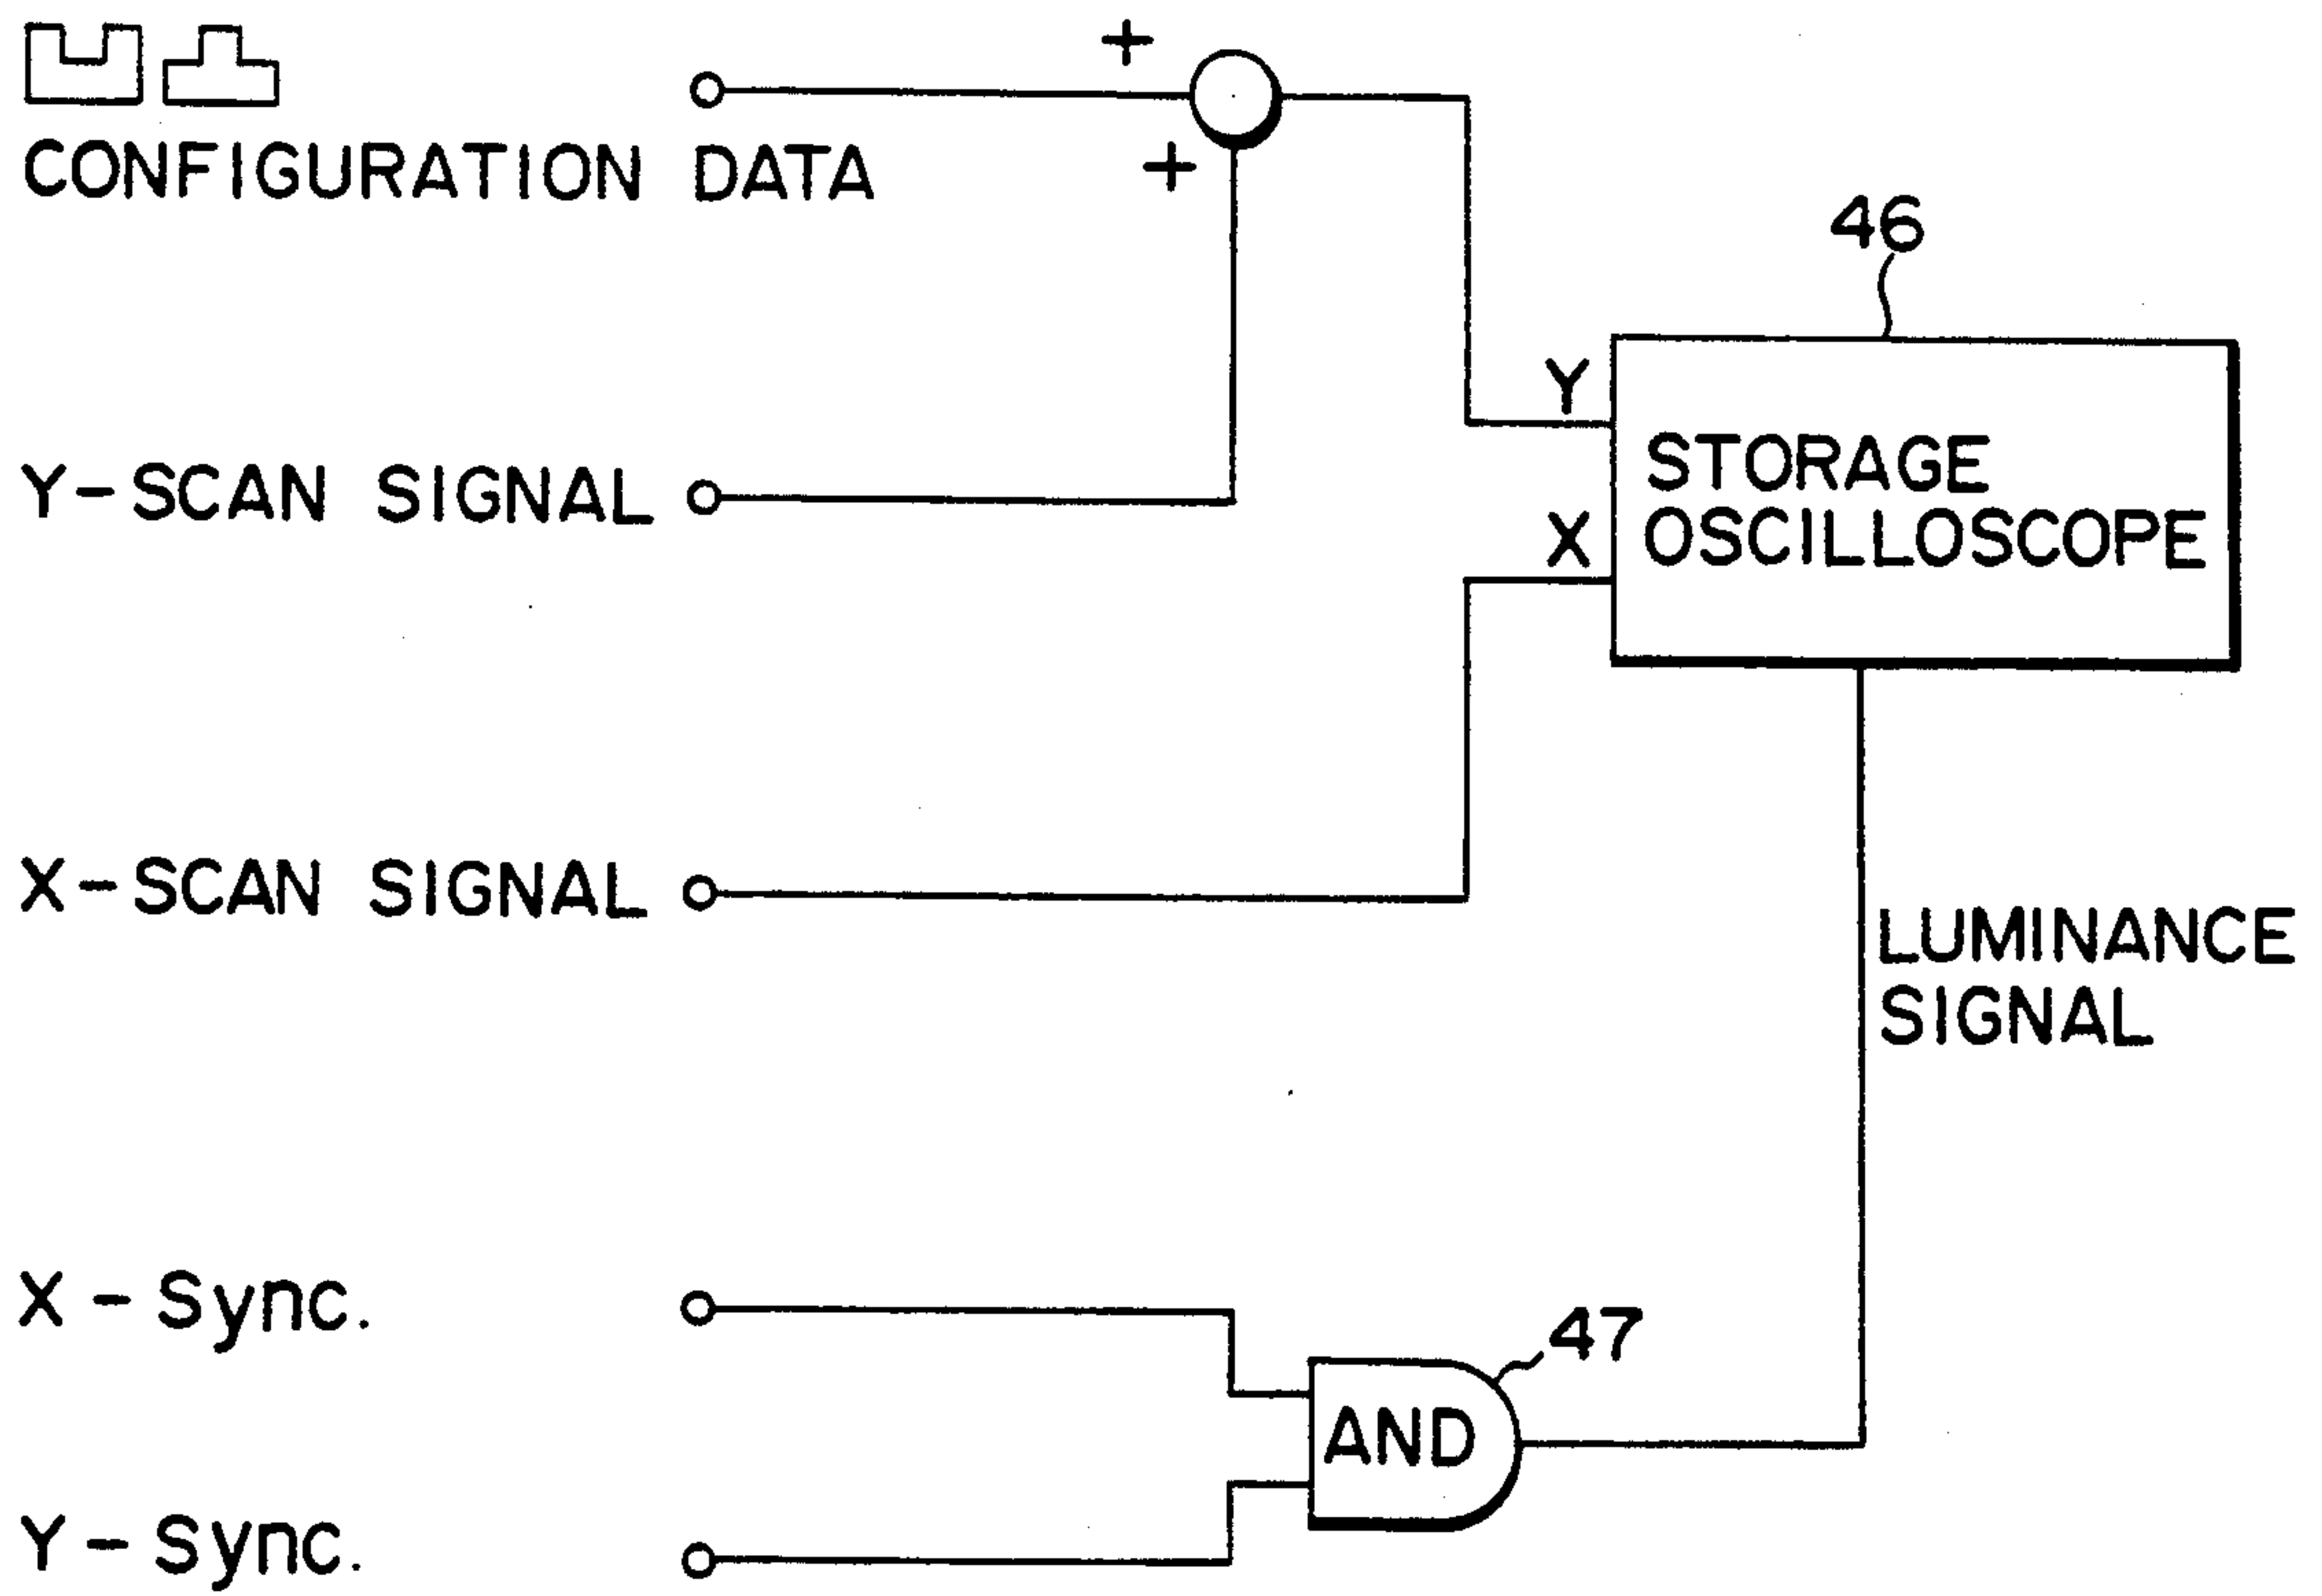 +
CONFIGURATION DATA
+
46
Y
Y-SCAN SIGNAL
STORAGE
OSCILLOSCOPE
X
X-SCAN SIGNAL
LUMINANCE
SIGNAL
X-Sync.
47
AND
Y-Sync.